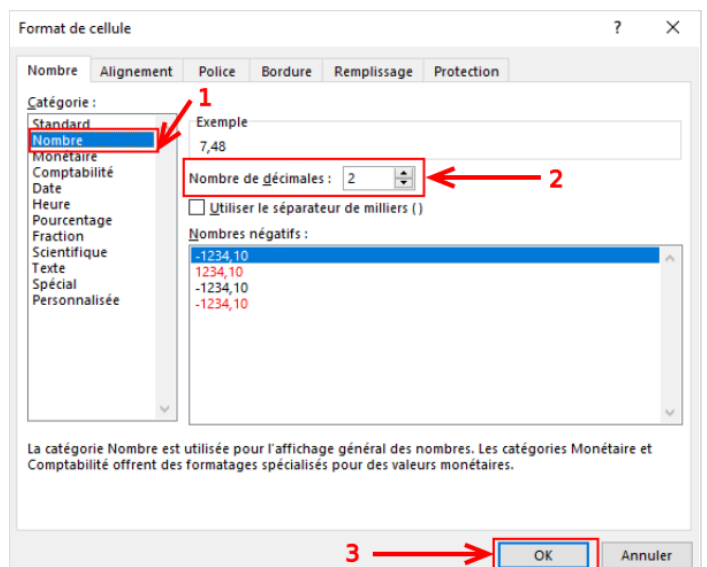 Format de cellule ? ×
Nombre Alignement Police Bordure Remplissage Protection
Catégorie :
1
Standard
Nombre
Monétaire
Comptabilité
Date
Heure
Pourcentage
Fraction
Scientifique
Texte
Spécial
Personnalisée
Exemple
7,48
Nombre de décimales : 2
2
Utiliser le séparateur de milliers ( )
Nombres négatifs :
-1234,10
1234,10
-1234,10
-1234,10
La catégorie Nombre est utilisée pour l'affichage général des nombres. Les catégories Monétaire et
Comptabilité offrent des formatages spécialisés pour des valeurs monétaires.
3
OK Annuler